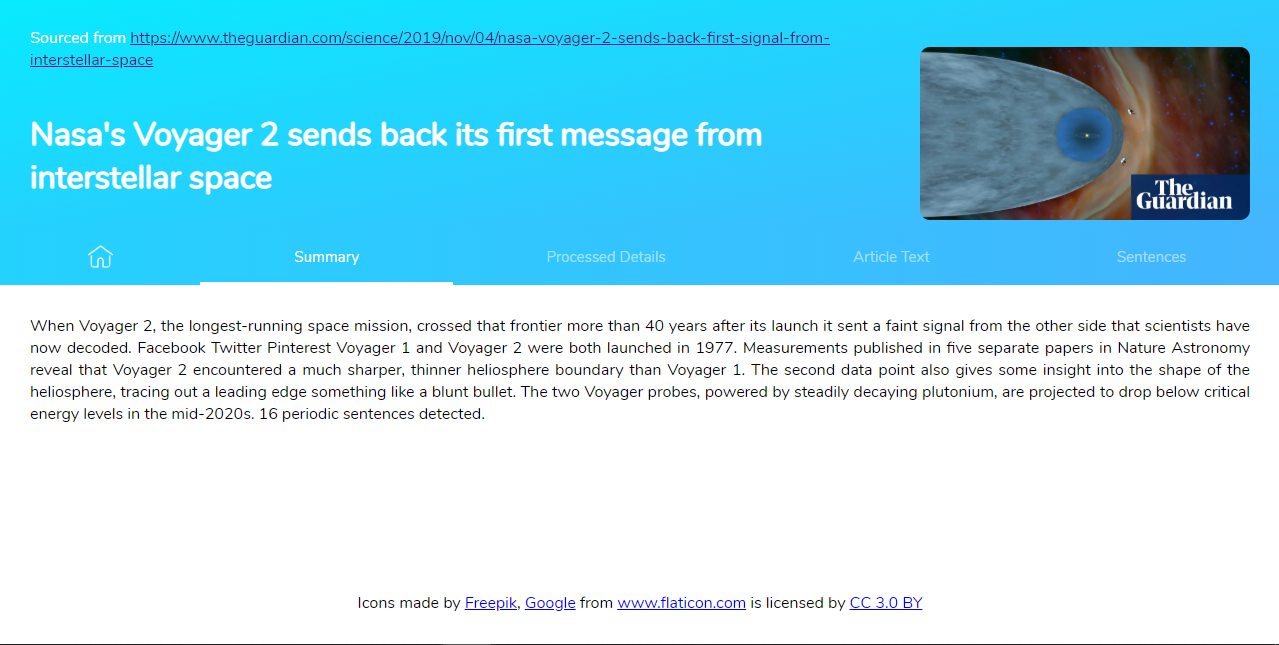 Sourced from https://www.theguardian.com/science/2019/nov/04/nasa-voyager-2-sends-back-first-signal-from-
interstellar-space
Nasa's Voyager 2 sends back its first message from
interstellar space
The
Guardian
Summary Processed Details Article Text Sentences
When Voyager 2, the longest-running space mission, crossed that frontier more than 40 years after its launch it sent a faint signal from the other side that scientists have
now decoded. Facebook Twitter Pinterest Voyager 1 and Voyager 2 were both launched in 1977. Measurements published in five separate papers in Nature Astronomy
reveal that Voyager 2 encountered a much sharper, thinner heliosphere boundary than Voyager 1. The second data point also gives some insight into the shape of the
heliosphere, tracing out a leading edge something like a blunt bullet. The two Voyager probes, powered by steadily decaying plutonium, are projected to drop below critical
energy levels in the mid-2020s. 16 periodic sentences detected.
Icons made by Freepik, Google from www.flaticon.com is licensed by CC 3.0 BY